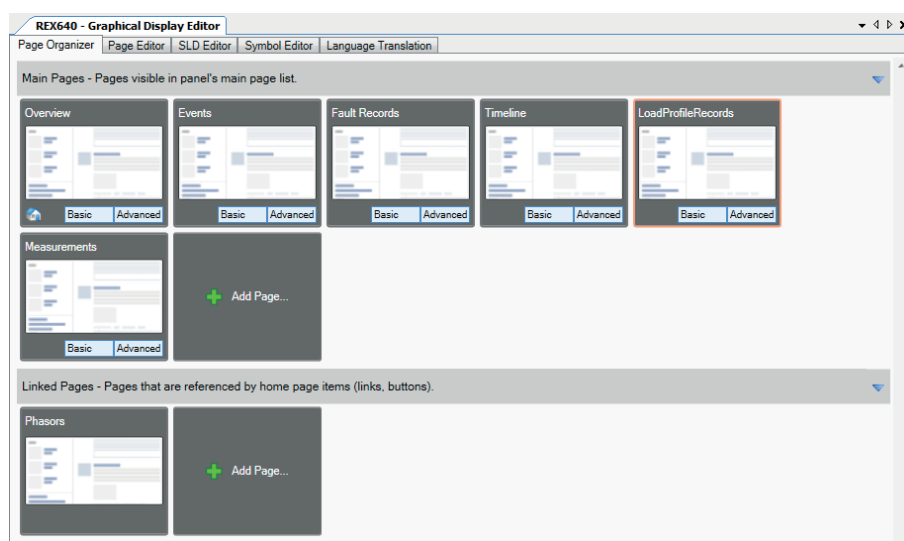 REX640 - Graphical Display Editor
Page Organizer Page Editor SLD Editor Symbol Editor Language Translation
Main Pages - Pages visible in panel's main page list.
Overview Events Fault Records Timeline LoadProfileRecords
Basic Advanced Basic Advanced Basic Advanced Basic Advanced Basic Advanced
Measurements
Add Page...
Basic Advanced
Linked Pages - Pages that are referenced by home page items (links, buttons).
Phasors
Add Page...